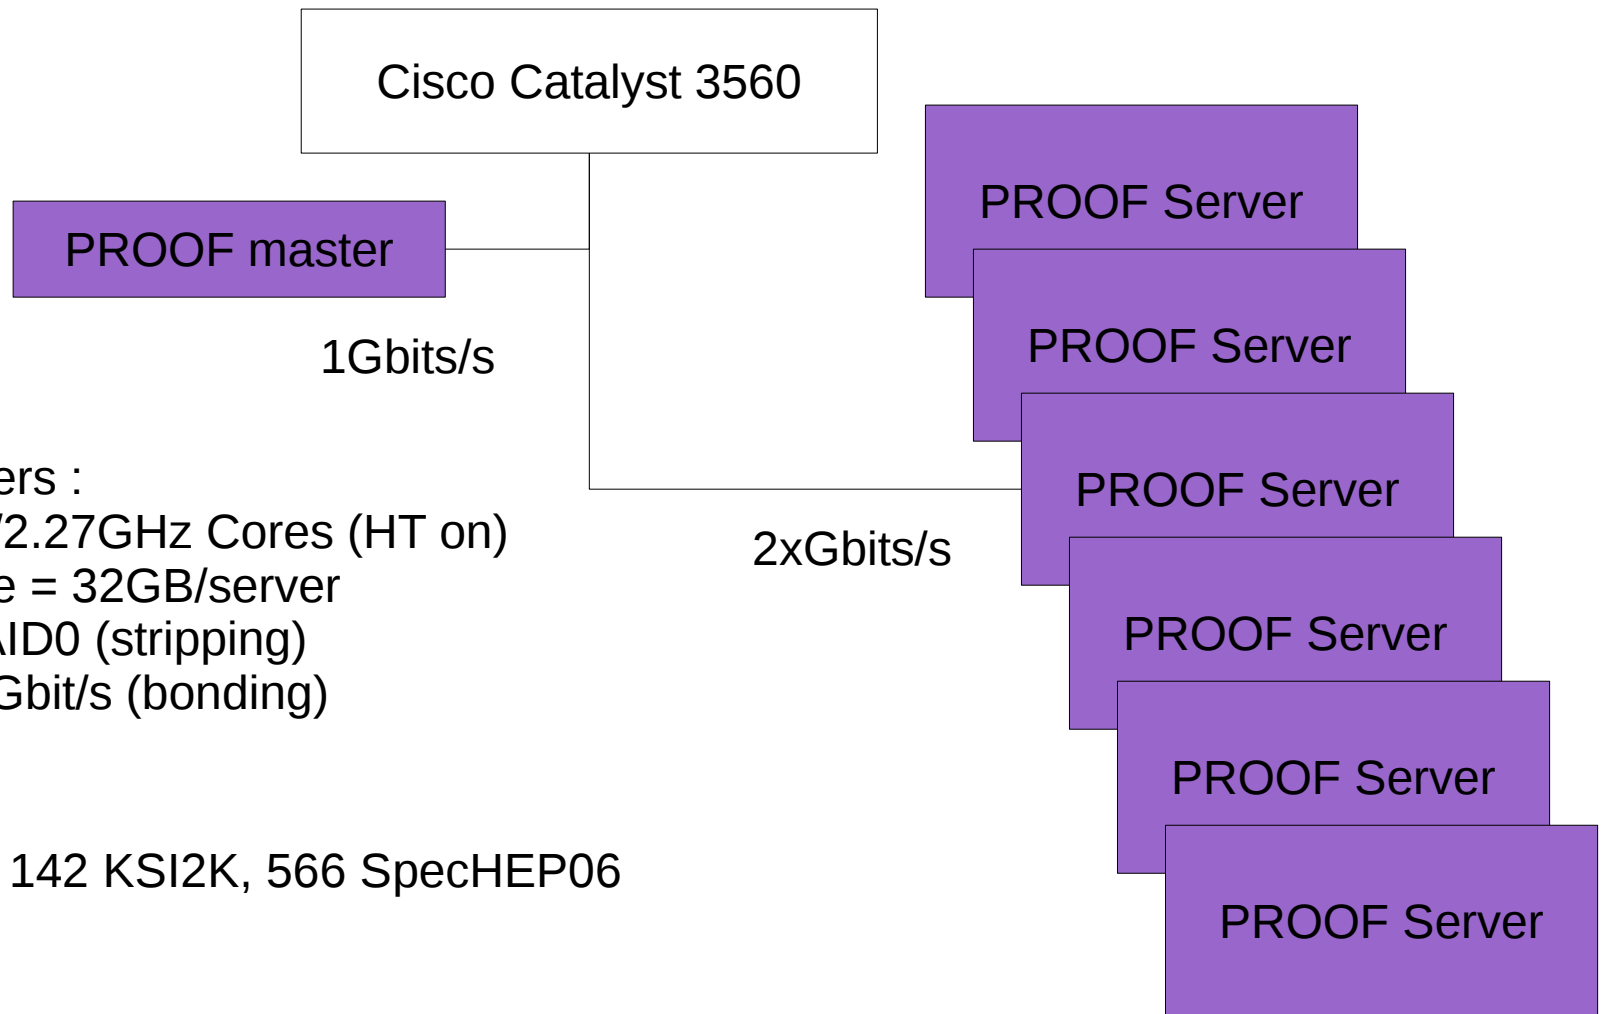 Cisco Catalyst 3560
PROOF master
1Gbits/s
2xGbits/s
PROOF Server
PROOF Server
PROOF Server
PROOF Server
PROOF Server
PROOF Server
ers :
/2.27GHz Cores (HT on)
e = 32GB/server
AID0 (stripping)
Gbit/s (bonding)
142 KSI2K, 566 SpecHEP06